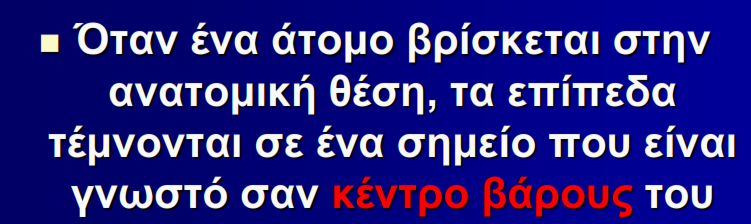 Όταν ένα άτομο βρίσκεται στην
ανατομική θέση, τα επίπεδα
τέμνονται σε ένα σημείο που είναι
γνωστό σαν κέντρο βάρους του